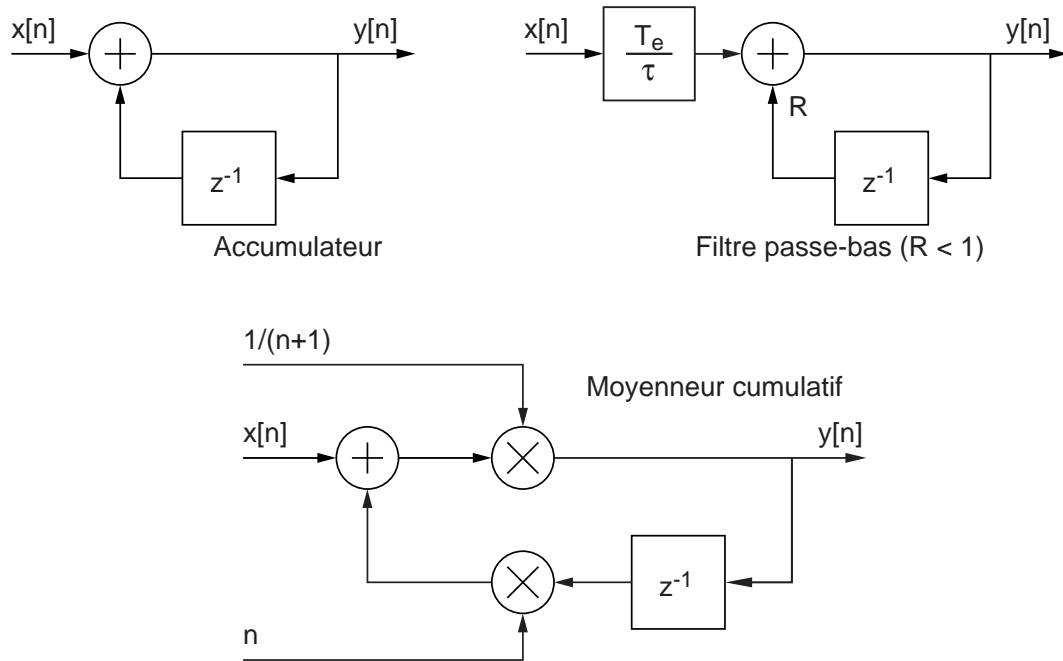 x[n]
y[n]
z-1
Accumulateur
x[n]
Te
τ
y[n]
R
z-1
Filtre passe-bas (R < 1)
1/(n+1)
Moyenneur cumulatif
x[n]
y[n]
z-1
n